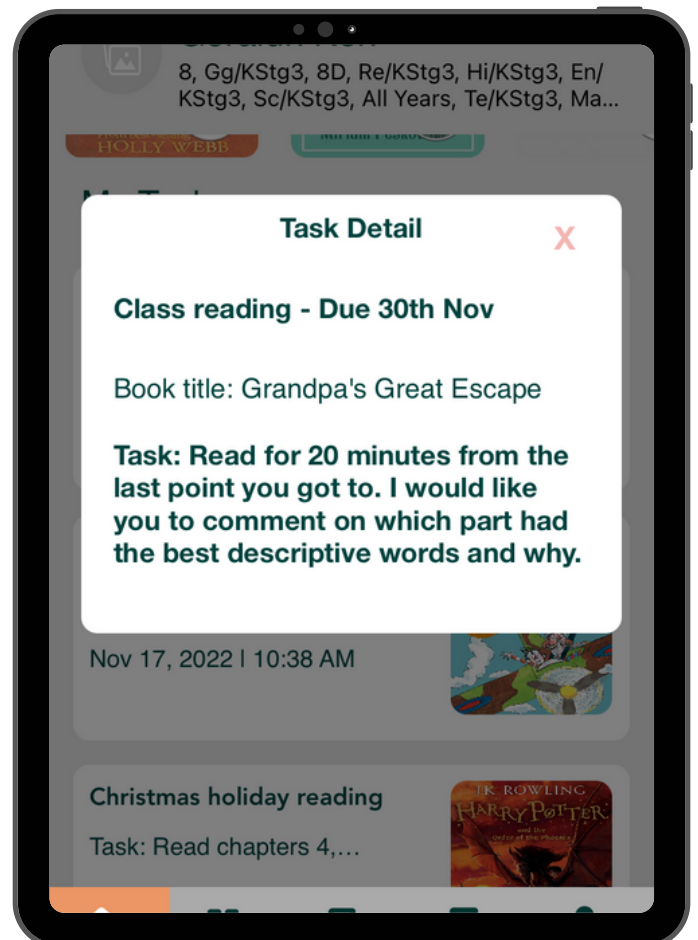 8, Gg/KStg3, 8D, Re/KStg3, Hi/KStg3, En/
KStg3, Sc/KStg3, All Years, Te/KStg3, Ma...
HOLLY WEBB
Task Detail
X
Class reading - Due 30th Nov
Book title: Grandpa's Great Escape
Task: Read for 20 minutes from the
last point you got to. I would like
you to comment on which part had
the best descriptive words and why.
Nov 17, 2022 | 10:38 AM
Christmas holiday reading
Task: Read chapters 4,...
J.K. ROWLING
HARRY POTTER
and the
Order of the Phoenix